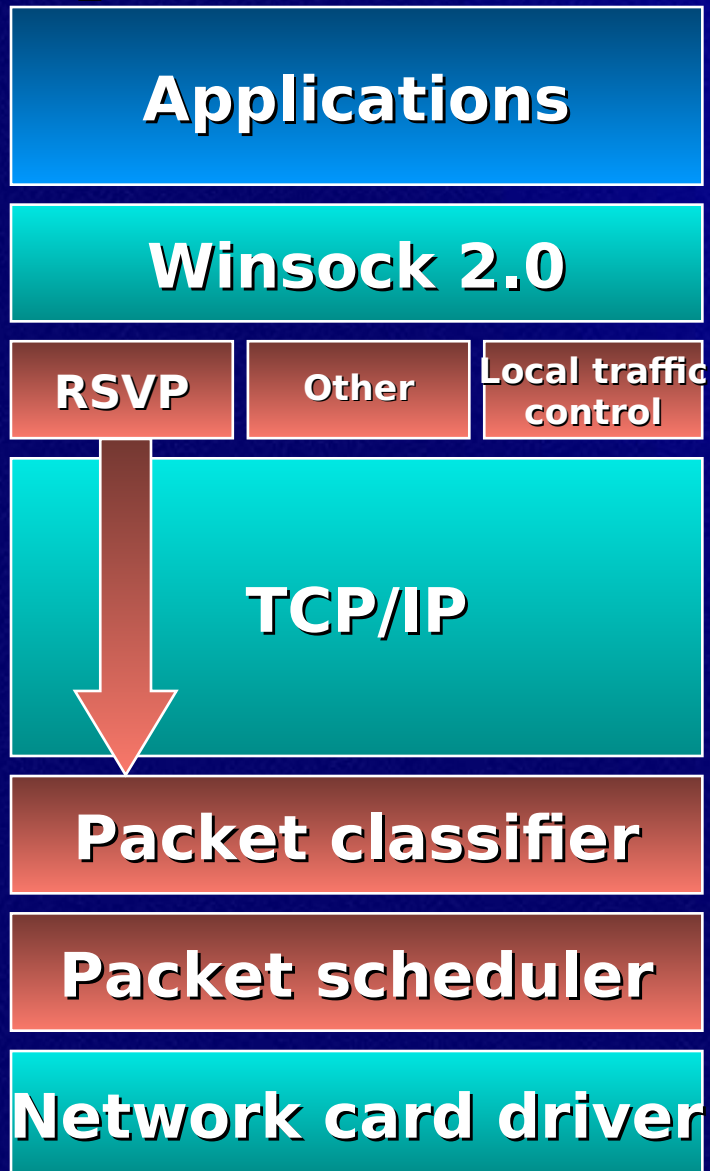 Applications
Winsock 2.0
RSVP
Other
Local traffic
control
TCP/IP
Packet classifier
Packet scheduler
Network card driver